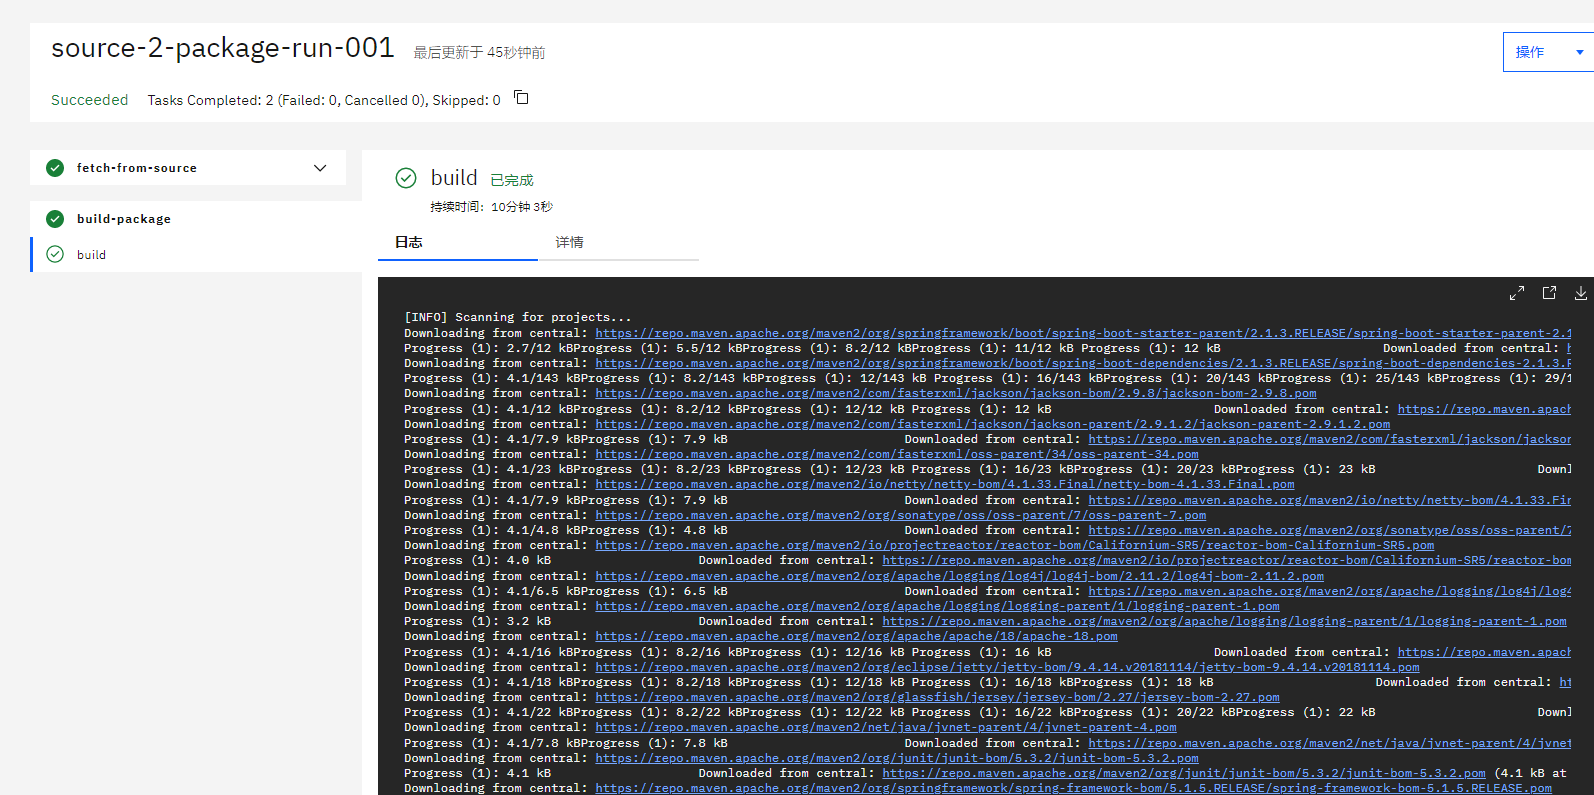 source-2-package-run-001 最后更新于 45秒钟前
操作
Succeeded Tasks Completed: 2 (Failed: 0, Cancelled 0), Skipped: 0
fetch-from-source
build-package
build
build 已完成
持续时间: 10分钟 3秒
日志 详情
[INFO] Scanning for projects...
Downloading from central: https://repo.maven.apache.org/maven2/org/springframework/boot/spring-boot-starter-parent/2.1.3.RELEASE/spring-boot-starter-parent-2.1
Progress (1): 2.7/12 kBProgress (1): 5.5/12 kBProgress (1): 8.2/12 kBProgress (1): 11/12 kB Progress (1): 12 kB Downloaded from central: h
Downloading from central: https://repo.maven.apache.org/maven2/org/springframework/boot/spring-boot-dependencies/2.1.3.RELEASE/spring-boot-dependencies-2.1.3.R
Progress (1): 4.1/143 kBProgress (1): 8.2/143 kBProgress (1): 12/143 kB Progress (1): 16/143 kBProgress (1): 20/143 kBProgress (1): 25/143 kBProgress (1): 29/1
Downloading from central: https://repo.maven.apache.org/maven2/com/fasterxml/jackson/jackson-bom/2.9.8/jackson-bom-2.9.8.pom
Progress (1): 4.1/12 kBProgress (1): 8.2/12 kBProgress (1): 12/12 kB Progress (1): 12 kB Downloaded from central: https://repo.maven.apach
Downloading from central: https://repo.maven.apache.org/maven2/com/fasterxml/jackson/jackson-parent/2.9.1.2/jackson-parent-2.9.1.2.pom
Progress (1): 4.1/7.9 kBProgress (1): 7.9 kB Downloaded from central: https://repo.maven.apache.org/maven2/com/fasterxml/jackson/jackson
Downloading from central: https://repo.maven.apache.org/maven2/com/fasterxml/oss-parent/34/oss-parent-34.pom
Progress (1): 4.1/23 kBProgress (1): 8.2/23 kBProgress (1): 12/23 kB Progress (1): 16/23 kBProgress (1): 20/23 kBProgress (1): 23 kB Downl
Downloading from central: https://repo.maven.apache.org/maven2/io/netty/netty-bom/4.1.33.Final/netty-bom-4.1.33.Final.pom
Progress (1): 4.1/7.9 kBProgress (1): 7.9 kB Downloaded from central: https://repo.maven.apache.org/maven2/io/netty/netty-bom/4.1.33.Fin
Downloading from central: https://repo.maven.apache.org/maven2/org/sonatype/oss/oss-parent/7/oss-parent-7.pom
Progress (1): 4.1/4.8 kBProgress (1): 4.8 kB Downloaded from central: https://repo.maven.apache.org/maven2/org/sonatype/oss/oss-parent/7
Downloading from central: https://repo.maven.apache.org/maven2/io/projectreactor/reactor-bom/Californium-SR5/reactor-bom-Californium-SR5.pom
Progress (1): 4.0 kB Downloaded from central: https://repo.maven.apache.org/maven2/io/projectreactor/reactor-bom/Californium-SR5/reactor-bom
Downloading from central: https://repo.maven.apache.org/maven2/org/apache/logging/log4j/log4j-bom/2.11.2/log4j-bom-2.11.2.pom
Progress (1): 4.1/6.5 kBProgress (1): 6.5 kB Downloaded from central: https://repo.maven.apache.org/maven2/org/apache/logging/log4j/log4
Downloading from central: https://repo.maven.apache.org/maven2/org/apache/logging/logging-parent/1/logging-parent-1.pom
Progress (1): 3.2 kB Downloaded from central: https://repo.maven.apache.org/maven2/org/apache/logging/logging-parent/1/logging-parent-1.pom
Downloading from central: https://repo.maven.apache.org/maven2/org/apache/apache/18/apache-18.pom
Progress (1): 4.1/16 kBProgress (1): 8.2/16 kBProgress (1): 12/16 kB Progress (1): 16 kB Downloaded from central: https://repo.maven.apach
Downloading from central: https://repo.maven.apache.org/maven2/org/eclipse/jetty/jetty-bom/9.4.14.v20181114/jetty-bom-9.4.14.v20181114.pom
Progress (1): 4.1/18 kBProgress (1): 8.2/18 kBProgress (1): 12/18 kB Progress (1): 16/18 kBProgress (1): 18 kB Downloaded from central: ht
Downloading from central: https://repo.maven.apache.org/maven2/org/glassfish/jersey/jersey-bom/2.27/jersey-bom-2.27.pom
Progress (1): 4.1/22 kBProgress (1): 8.2/22 kBProgress (1): 12/22 kB Progress (1): 16/22 kBProgress (1): 20/22 kBProgress (1): 22 kB Downl
Downloading from central: https://repo.maven.apache.org/maven2/net/java/jvnet-parent/4/jvnet-parent-4.pom
Progress (1): 4.1/7.8 kBProgress (1): 7.8 kB Downloaded from central: https://repo.maven.apache.org/maven2/net/java/jvnet-parent/4/jvnet
Downloading from central: https://repo.maven.apache.org/maven2/org/junit/junit-bom/5.3.2/junit-bom-5.3.2.pom
Progress (1): 4.1 kB Downloaded from central: https://repo.maven.apache.org/maven2/org/junit/junit-bom/5.3.2/junit-bom-5.3.2.pom (4.1 kB at
Downloading from central: https://repo.maven.apache.org/maven2/org/springframework/spring-framework-bom/5.1.5.RELEASE/spring-framework-bom-5.1.5.RELEASE.pom